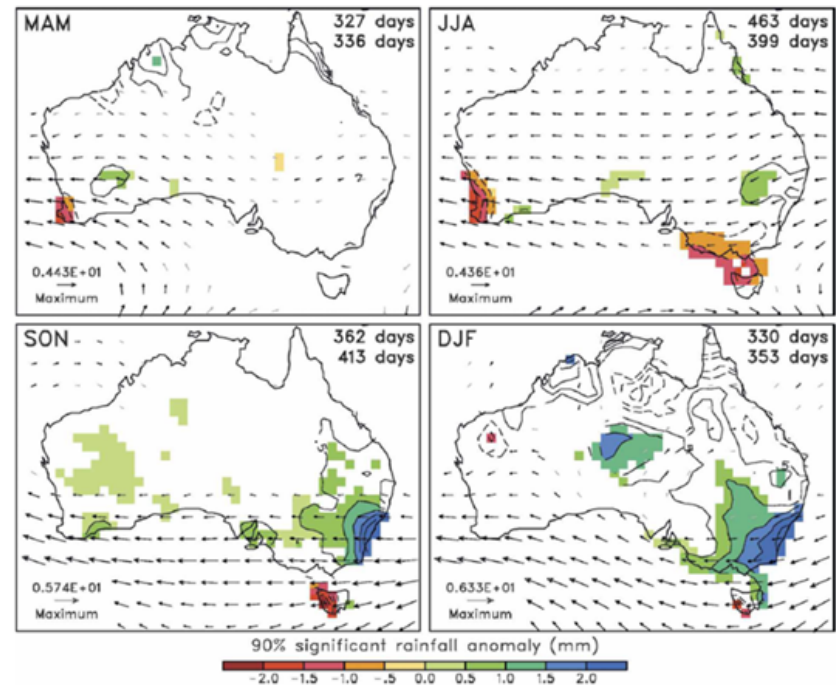 MAM
327 days
336 days
0.443E+01
Maximum
JJA
463 days
399 days
0.436E+01
Maximum
SON
362 days
413 days
0.574E+01
Maximum
DJF
330 days
353 days
0.633E+01
Maximum
90% significant rainfall anomaly (mm)
-2.0 -1.5 -1.0 -0.5 0.0 0.5 1.0 1.5 2.0